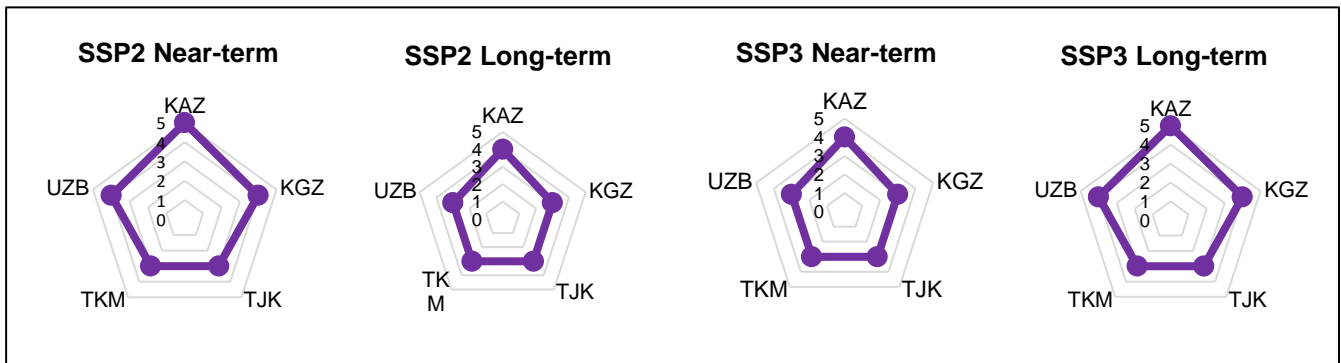 SSP2 Near-term
KAZ
5
4
3
2
1
0
UZB
KGZ
TKM
TJK
SSP2 Long-term
KAZ
5
4
3
2
1
0
UZB
KGZ
TK
M
TJK
SSP3 Near-term
KAZ
5
4
3
2
1
0
UZB
KGZ
TKM
TJK
SSP3 Long-term
KAZ
5
4
3
2
1
0
UZB
KGZ
TKM
TJK